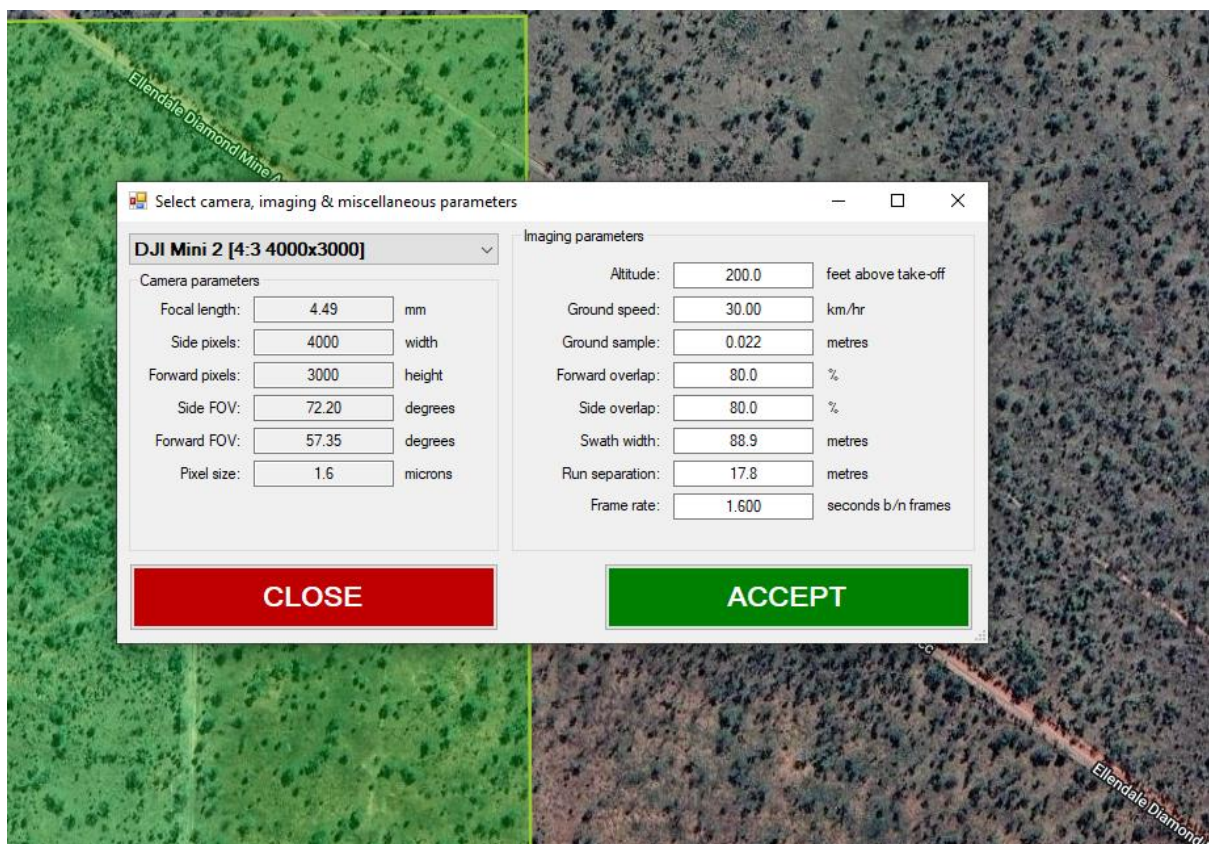 Ellendale Diamond Mine A
Select camera, imaging & miscellaneous parameters
DJI Mini 2 [4:3 4000x3000]
Camera parameters
Focal length: 4.49 mm
Side pixels: 4000 width
Forward pixels: 3000 height
Side FOV: 72.20 degrees
Forward FOV: 57.35 degrees
Pixel size: 1.6 microns
Imaging parameters
Altitude: 200.0 feet above take-off
Ground speed: 30.00 km/hr
Ground sample: 0.022 metres
Forward overlap: 80.0 %
Side overlap: 80.0 %
Swath width: 88.9 metres
Run separation: 17.8 metres
Frame rate: 1.600 seconds b/n frames
CLOSE
ACCEPT
cc
Ellendale Diamond